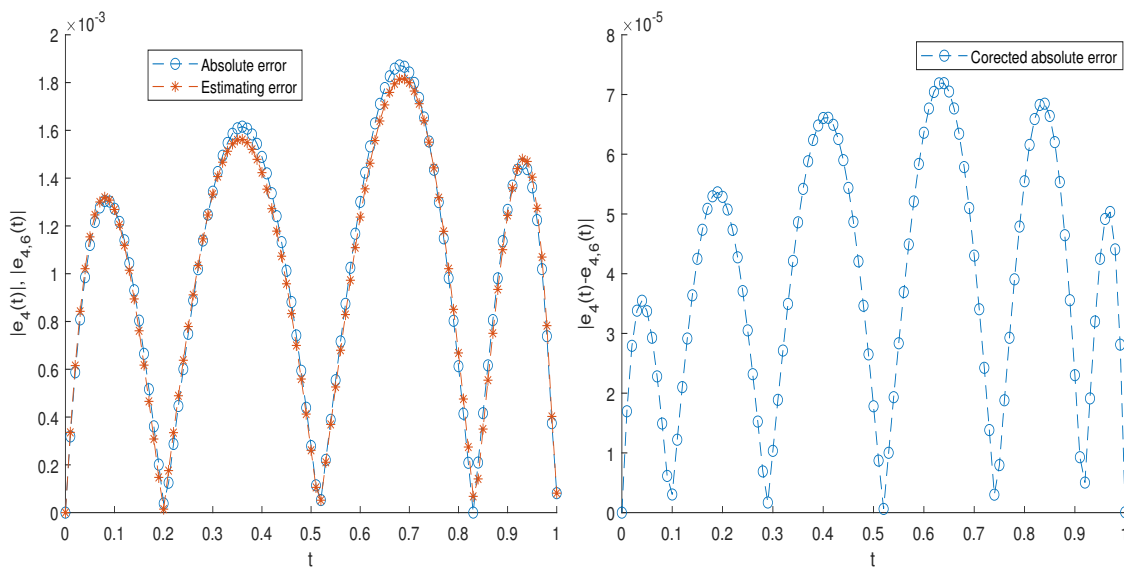 ×10⁻³
2
1.8
1.6
1.4
1.2
1
0.8
0.6
0.4
0.2
0
|e₄(t)|, |e₄,₆(t)|
Absolute error
Estimating error
0 0.1 0.2 0.3 0.4 0.5 0.6 0.7 0.8 0.9 1
t
×10⁻⁵
8
7
6
5
4
3
2
1
0
|e₄(t)-e₄,₆(t)|
Corected absolute error
0 0.1 0.2 0.3 0.4 0.5 0.6 0.7 0.8 0.9 1
t